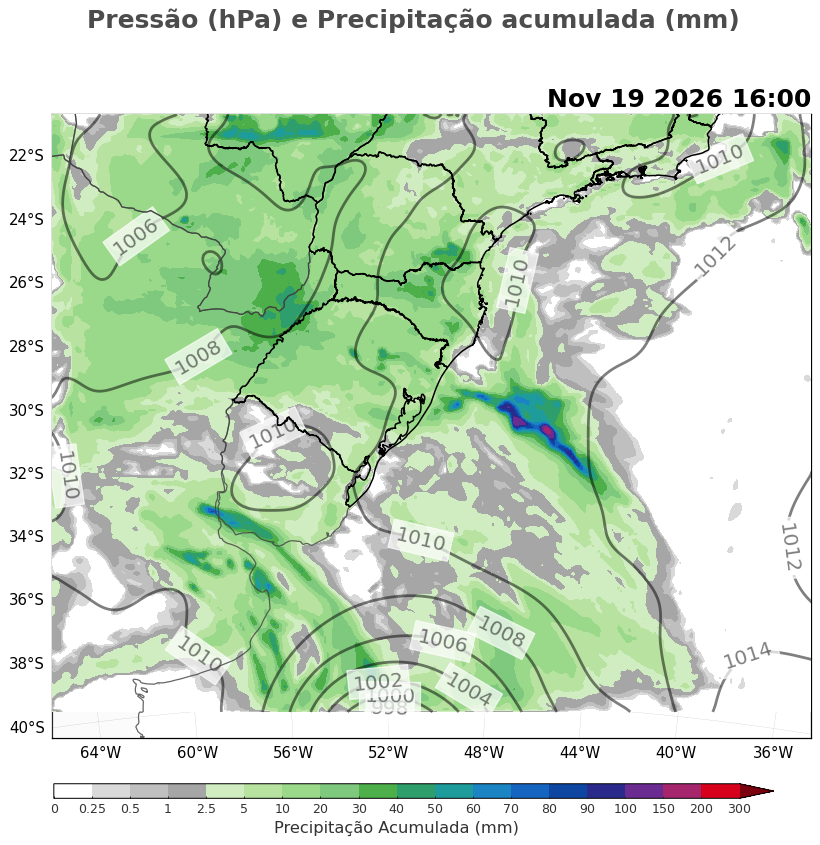 Pressão (hPa) e Precipitação acumulada (mm)
Nov 19 2026 16:00
22°S
24°S
26°S
28°S
30°S
32°S
34°S
36°S
38°S
40°S
1010
1006
1012
1010
1008
1010
1010
1010
1012
1008
1006
1010
1014
1002
1004
1000
998
64°W 60°W 56°W 52°W 48°W 44°W 40°W 36°W
0 0.25 0.5 1 2.5 5 10 20 30 40 50 60 70 80 90 100 150 200 300
Precipitação Acumulada (mm)